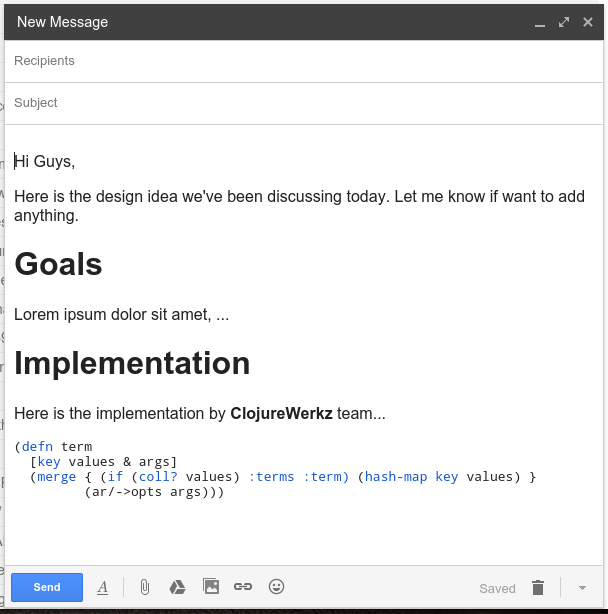 New Message
Recipients
Subject
Hi Guys,
Here is the design idea we've been discussing today. Let me know if want to add
anything.
Goals
Lorem ipsum dolor sit amet, ...
Implementation
Here is the implementation by ClojureWerkz team...
(defn term
  [key values & args]
  (merge { (if (coll? values) :terms :term) (hash-map key values) }
         (ar/->opts args)))
Send
A
Saved